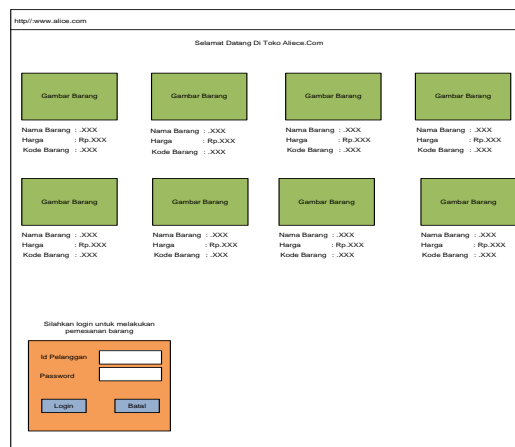 http//:www.alice.com
Selamat Datang Di Toko Aliece.Com
Gambar Barang Gambar Barang Gambar Barang Gambar Barang
Nama Barang : .XXX Nama Barang : .XXX Nama Barang : .XXX Nama Barang : .XXX
Harga : Rp.XXX Harga : Rp.XXX Harga : Rp.XXX Harga : Rp.XXX
Kode Barang : .XXX Kode Barang : .XXX Kode Barang : .XXX Kode Barang : .XXX
Gambar Barang Gambar Barang Gambar Barang Gambar Barang
Nama Barang : .XXX Nama Barang : .XXX Nama Barang : .XXX Nama Barang : .XXX
Harga : Rp.XXX Harga : Rp.XXX Harga : Rp.XXX Harga : Rp.XXX
Kode Barang : .XXX Kode Barang : .XXX Kode Barang : .XXX Kode Barang : .XXX
Silahkan login untuk melakukan
pemesanan barang
Id Pelanggan
Password
Login Batal